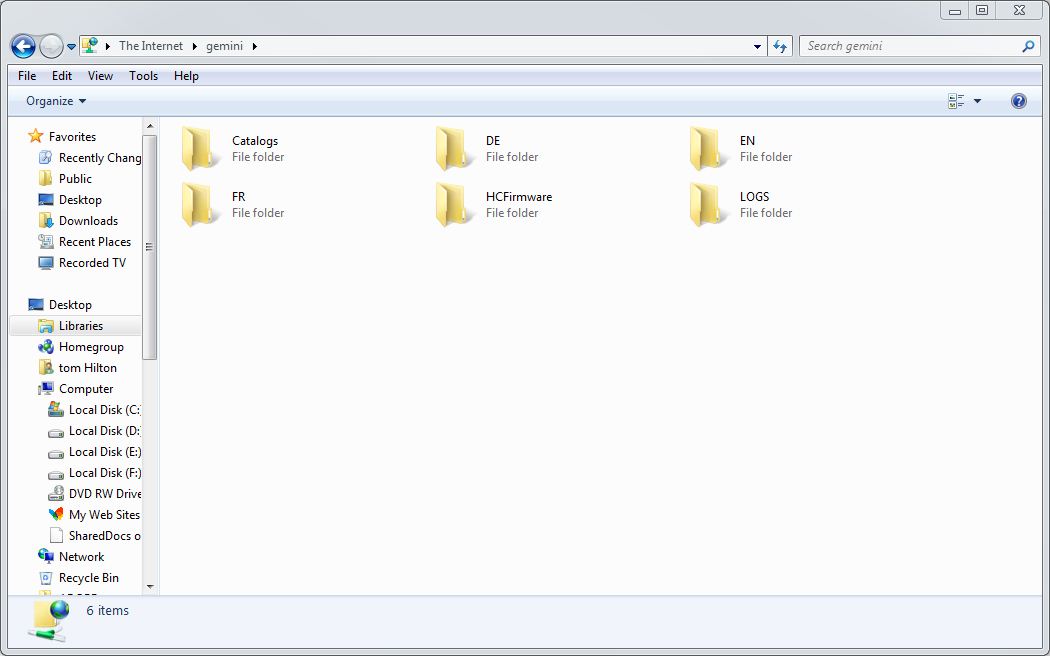 The Internet gemini
Search gemini
File Edit View Tools Help
Organize
Favorites
Recently Chang
Public
Desktop
Downloads
Recent Places
Recorded TV
Desktop
Libraries
Homegroup
tom Hilton
Computer
Local Disk (C:
Local Disk (D:
Local Disk (E:)
Local Disk (F:)
DVD RW Drive
My Web Sites
SharedDocs o
Network
Recycle Bin
Catalogs
File folder
DE
File folder
EN
File folder
FR
File folder
HCFirmware
File folder
LOGS
File folder
6 items